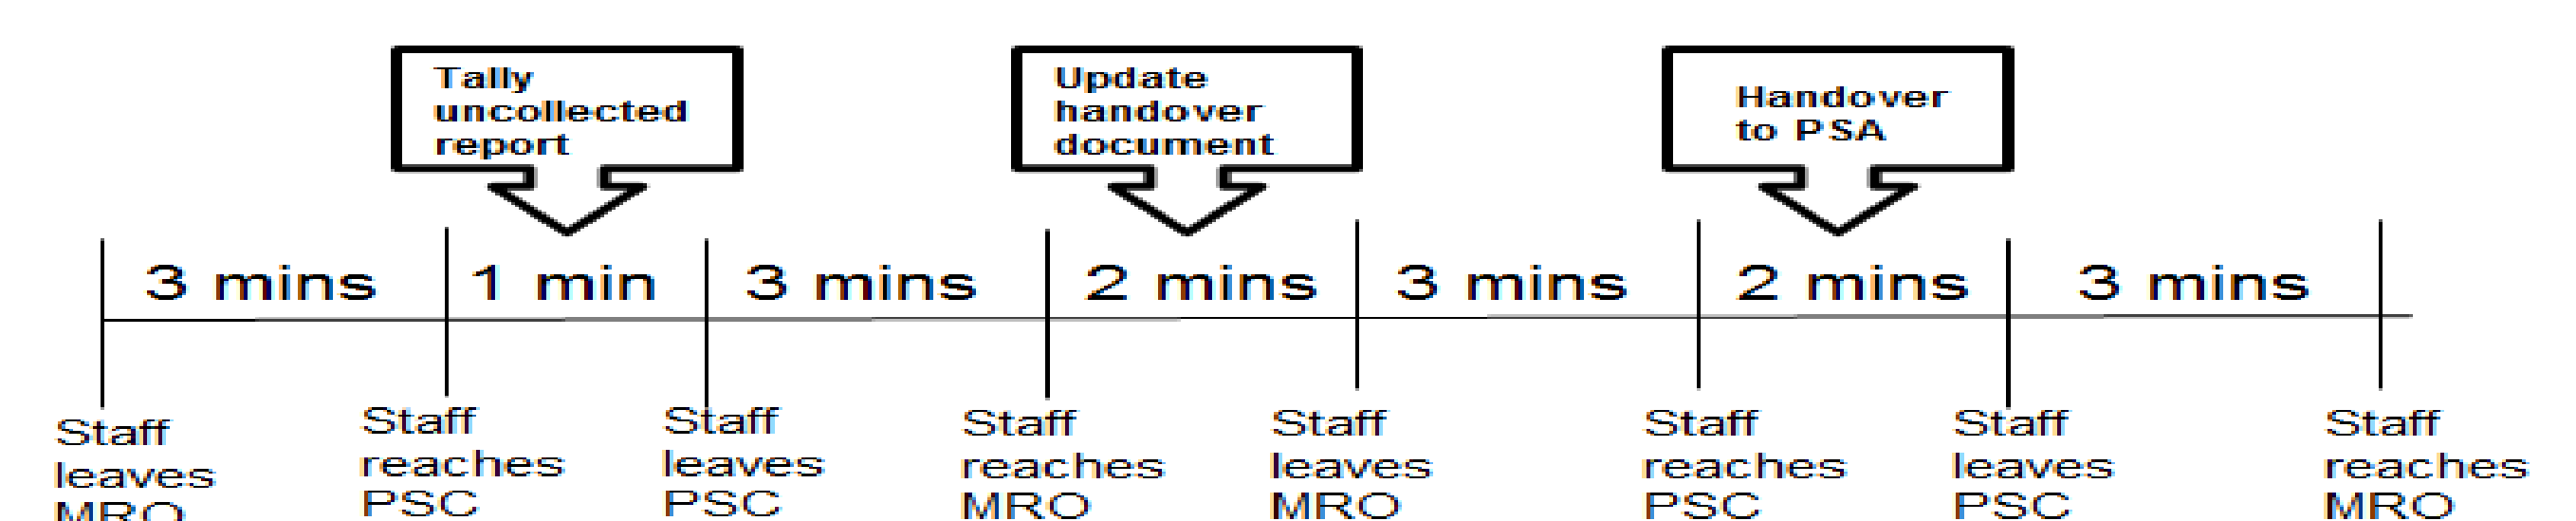 Tally
uncollected
report
Update
handover
document
Handover
to PSA
3 mins
1 min
3 mins
2 mins
3 mins
2 mins
3 mins
Staff
leaves
MRO
Staff
reaches
PSC
Staff
leaves
PSC
Staff
reaches
MRO
Staff
leaves
MRO
Staff
reaches
PSC
Staff
leaves
PSC
Staff
reaches
MRO